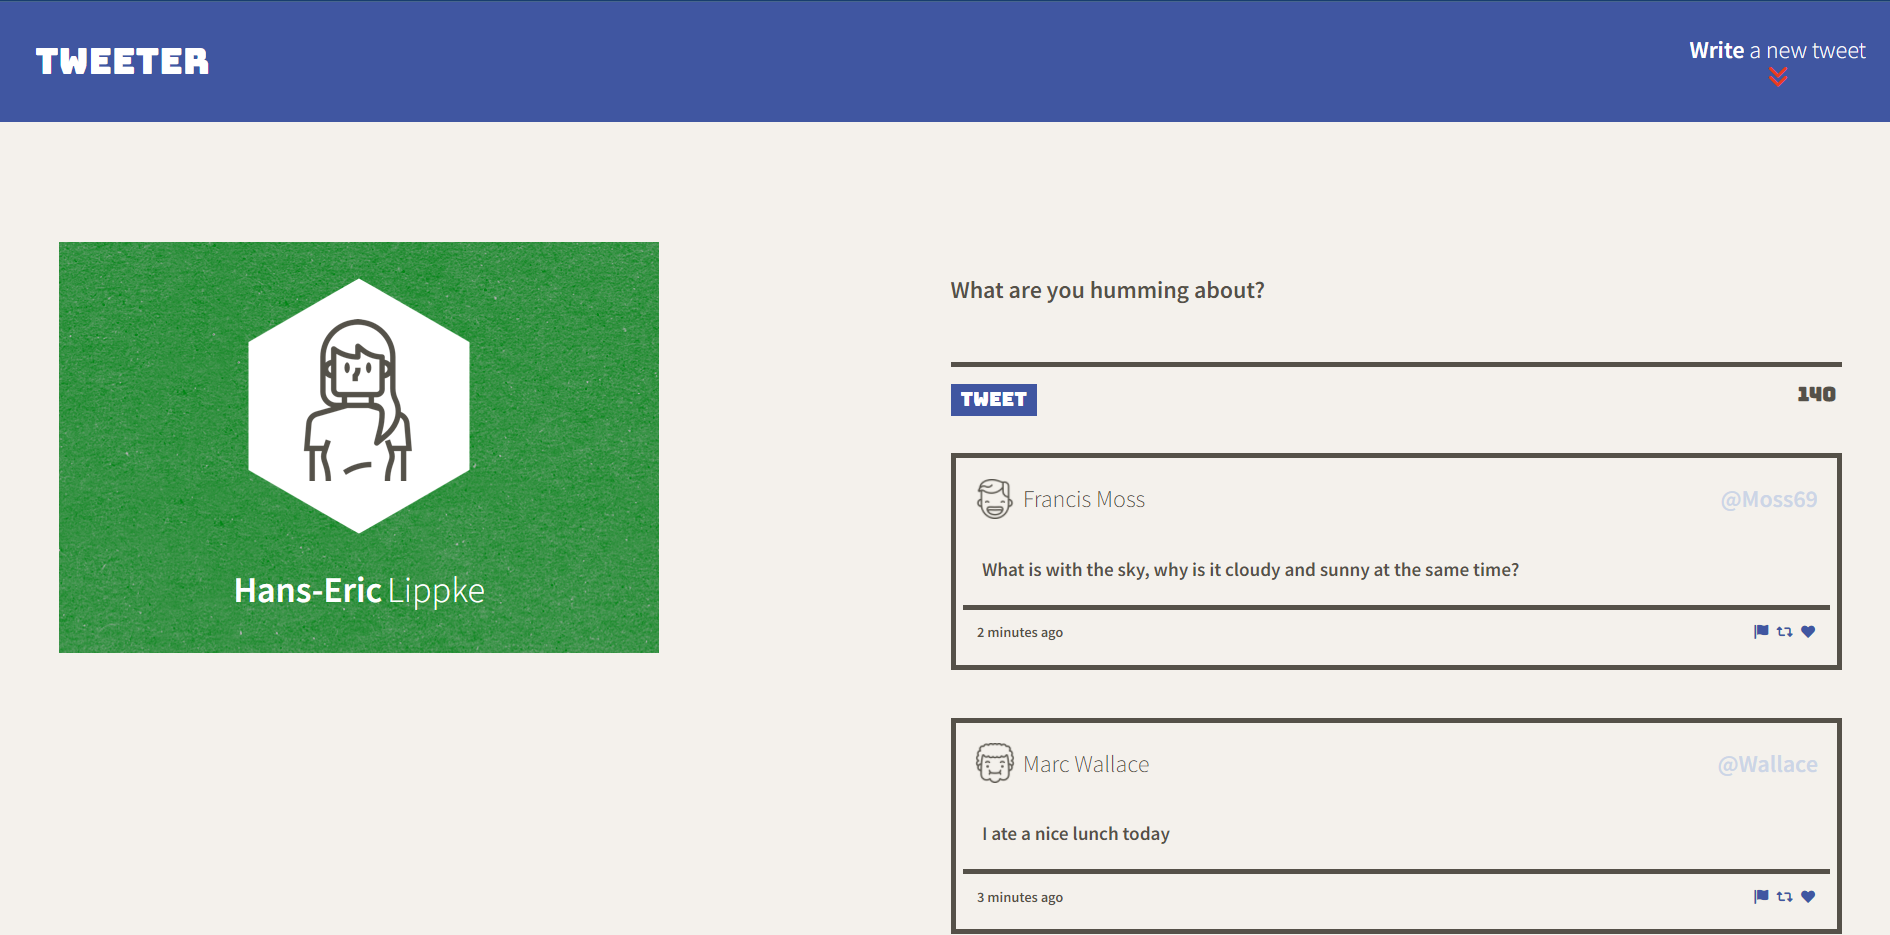 TWEETER
Write a new tweet
Hans-Eric Lippke
What are you humming about?
TWEET
140
Francis Moss
@Moss69
What is with the sky, why is it cloudy and sunny at the same time?
2 minutes ago
Marc Wallace
@Wallace
I ate a nice lunch today
3 minutes ago